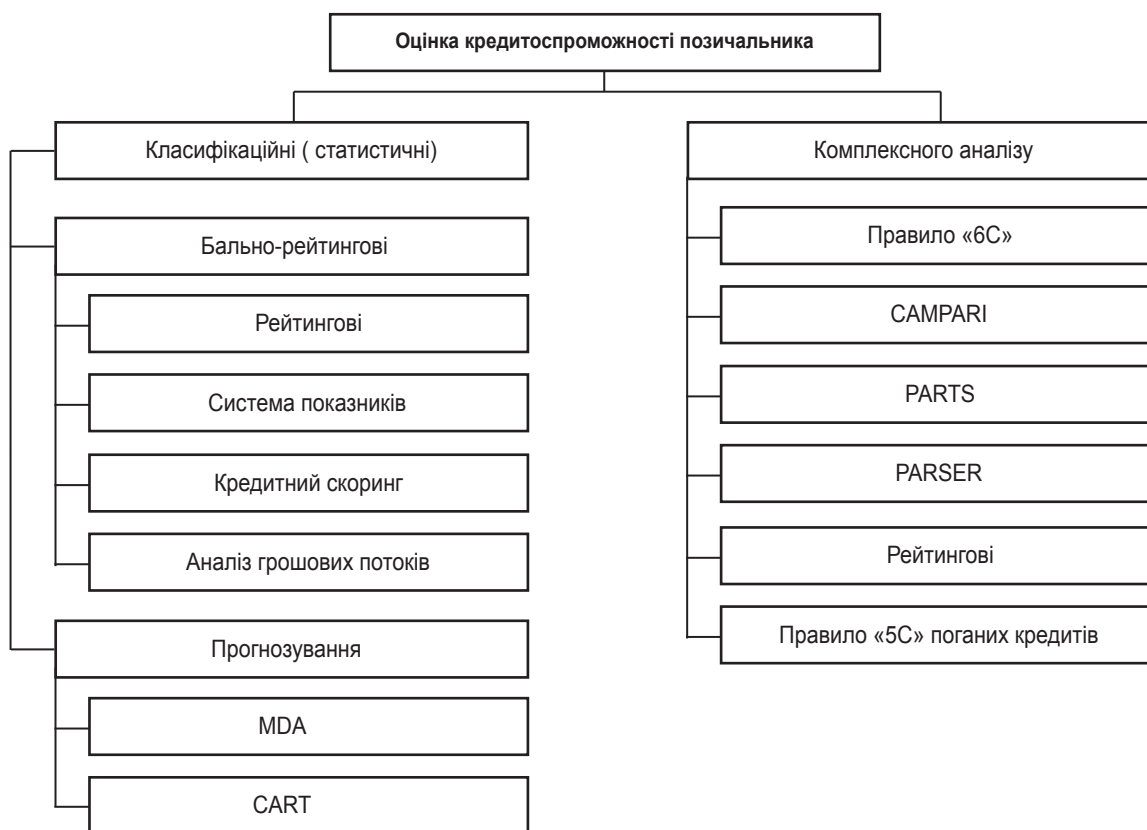 Оцінка кредитоспроможності позичальника
Класифікаційні ( статистичні)
Бально-рейтингові
Рейтингові
Система показників
Кредитний скоринг
Аналіз грошових потоків
Прогнозування
MDA
CART
Комплексного аналізу
Правило «6С»
CAMPARI
PARTS
PARSER
Рейтингові
Правило «5С» поганих кредитів